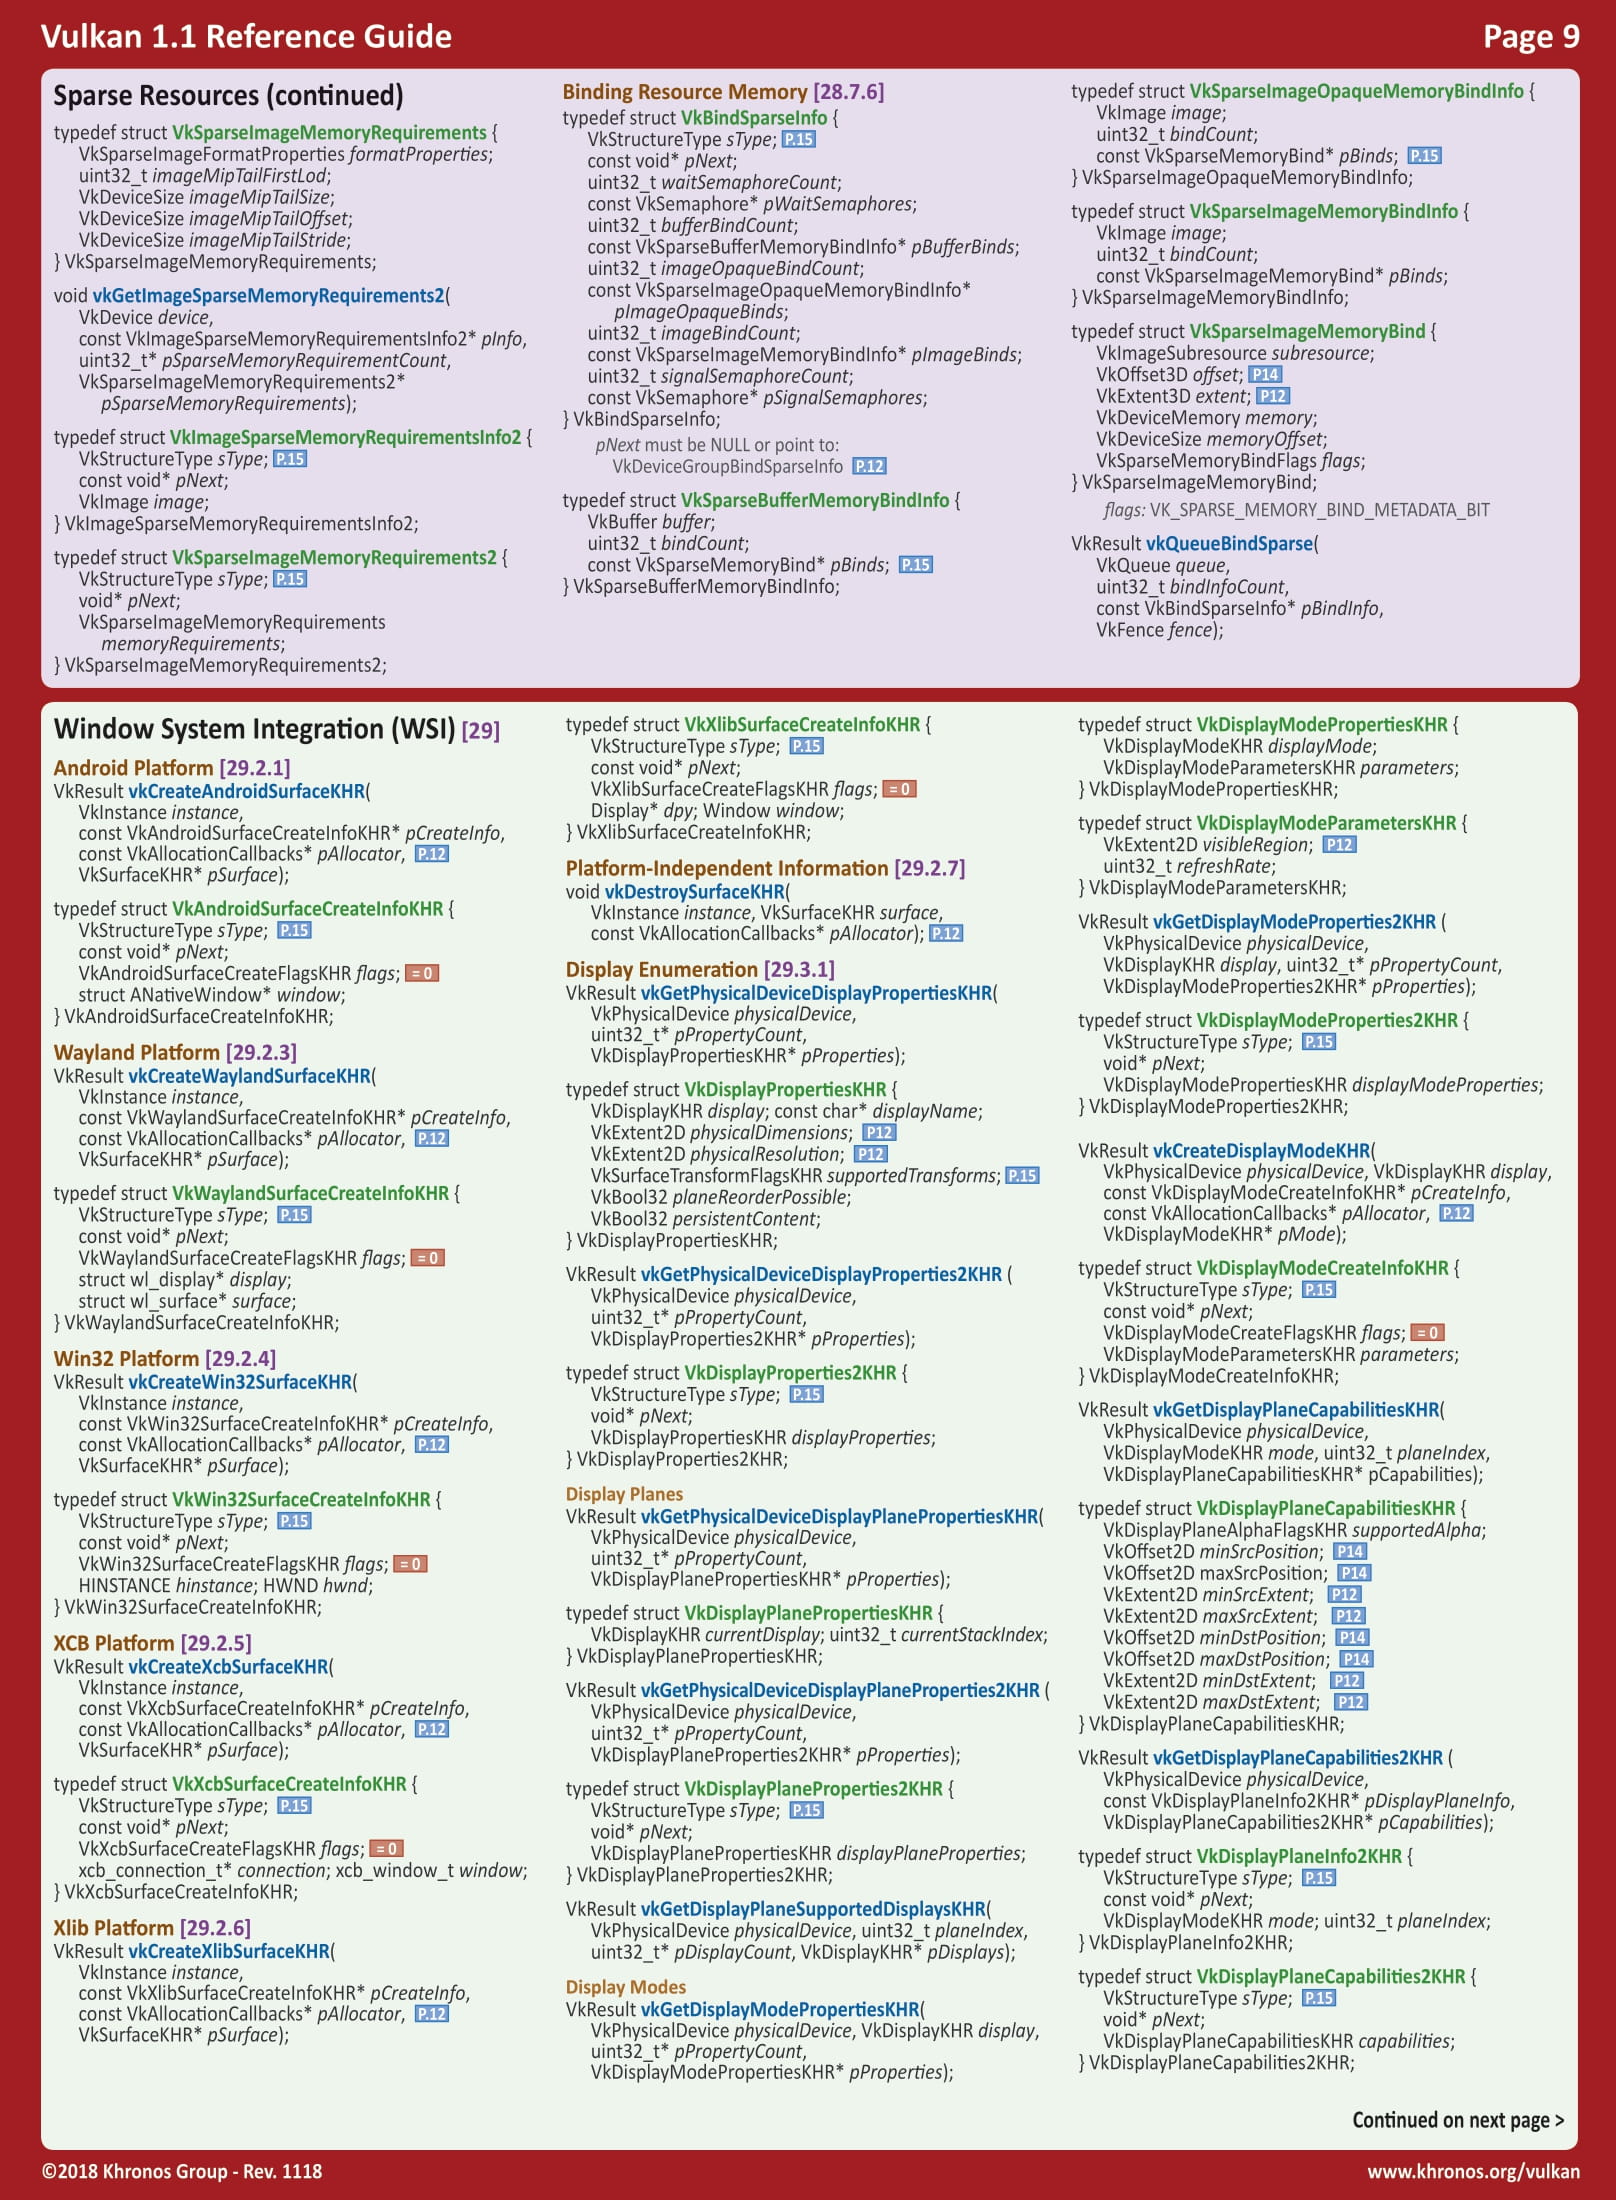 Vulkan 1.1 Reference Guide
Page 9
Sparse Resources (continued)
typedef struct VkSparseImageMemoryRequirements {
VkSparseImageFormatProperties formatProperties;
uint32_t imageMipTailFirstLod;
VkDeviceSize imageMipTailSize;
VkDeviceSize imageMipTailOffset;
VkDeviceSize imageMipTailStride;
} VkSparseImageMemoryRequirements;
void vkGetImageSparseMemoryRequirements2(
VkDevice device,
const VkImageSparseMemoryRequirementsInfo2* pInfo,
uint32_t* pSparseMemoryRequirementCount,
VkSparseImageMemoryRequirements2*
pSparseMemoryRequirements);
typedef struct VkImageSparseMemoryRequirementsInfo2 {
VkStructureType sType; P.15
const void* pNext;
VkImage image;
} VkImageSparseMemoryRequirementsInfo2;
typedef struct VkSparseImageMemoryRequirements2 {
VkStructureType sType; P.15
void* pNext;
VkSparseImageMemoryRequirements
memoryRequirements;
} VkSparseImageMemoryRequirements2;
Binding Resource Memory [28.7.6]
typedef struct VkBindSparseInfo {
VkStructureType sType; P.15
const void* pNext;
uint32_t waitSemaphoreCount;
const VkSemaphore* pWaitSemaphores;
uint32_t bufferBindCount;
const VkSparseBufferMemoryBindInfo* pBufferBinds;
uint32_t imageOpaqueBindCount;
const VkSparseImageOpaqueMemoryBindInfo*
pImageOpaqueBinds;
uint32_t imageBindCount;
const VkSparseImageMemoryBindInfo* pImageBinds;
uint32_t signalSemaphoreCount;
const VkSemaphore* pSignalSemaphores;
} VkBindSparseInfo;
pNext must be NULL or point to:
VkDeviceGroupBindSparseInfo P.12
typedef struct VkSparseBufferMemoryBindInfo {
VkBuffer buffer;
uint32_t bindCount;
const VkSparseMemoryBind* pBinds; P.15
} VkSparseBufferMemoryBindInfo;
typedef struct VkSparseImageOpaqueMemoryBindInfo {
VkImage image;
uint32_t bindCount;
const VkSparseMemoryBind* pBinds; P.15
} VkSparseImageOpaqueMemoryBindInfo;
typedef struct VkSparseImageMemoryBindInfo {
VkImage image;
uint32_t bindCount;
const VkSparseImageMemoryBind* pBinds;
} VkSparseImageMemoryBindInfo;
typedef struct VkSparseImageMemoryBind {
VkImageSubresource subresource;
VkOffset3D offset; P14
VkExtent3D extent; P12
VkDeviceMemory memory;
VkDeviceSize memoryOffset;
VkSparseMemoryBindFlags flags;
} VkSparseImageMemoryBind;
flags: VK_SPARSE_MEMORY_BIND_METADATA_BIT
VkResult vkQueueBindSparse(
VkQueue queue,
uint32_t bindInfoCount,
const VkBindSparseInfo* pBindInfo,
VkFence fence);
Window System Integration (WSI) [29]
Android Platform [29.2.1]
VkResult vkCreateAndroidSurfaceKHR(
VkInstance instance,
const VkAndroidSurfaceCreateInfoKHR* pCreateInfo,
const VkAllocationCallbacks* pAllocator, P.12
VkSurfaceKHR* pSurface);
typedef struct VkAndroidSurfaceCreateInfoKHR {
VkStructureType sType; P.15
const void* pNext;
VkAndroidSurfaceCreateFlagsKHR flags; = 0
struct ANativeWindow* window;
} VkAndroidSurfaceCreateInfoKHR;
Wayland Platform [29.2.3]
VkResult vkCreateWaylandSurfaceKHR(
VkInstance instance,
const VkWaylandSurfaceCreateInfoKHR* pCreateInfo,
const VkAllocationCallbacks* pAllocator, P.12
VkSurfaceKHR* pSurface);
typedef struct VkWaylandSurfaceCreateInfoKHR {
VkStructureType sType; P.15
const void* pNext;
VkWaylandSurfaceCreateFlagsKHR flags; = 0
struct wl_display* display;
struct wl_surface* surface;
} VkWaylandSurfaceCreateInfoKHR;
Win32 Platform [29.2.4]
VkResult vkCreateWin32SurfaceKHR(
VkInstance instance,
const VkWin32SurfaceCreateInfoKHR* pCreateInfo,
const VkAllocationCallbacks* pAllocator, P.12
VkSurfaceKHR* pSurface);
typedef struct VkWin32SurfaceCreateInfoKHR {
VkStructureType sType; P.15
const void* pNext;
VkWin32SurfaceCreateFlagsKHR flags; = 0
HINSTANCE hinstance; HWND hwnd;
} VkWin32SurfaceCreateInfoKHR;
XCB Platform [29.2.5]
VkResult vkCreateXcbSurfaceKHR(
VkInstance instance,
const VkXcbSurfaceCreateInfoKHR* pCreateInfo,
const VkAllocationCallbacks* pAllocator, P.12
VkSurfaceKHR* pSurface);
typedef struct VkXcbSurfaceCreateInfoKHR {
VkStructureType sType; P.15
const void* pNext;
VkXcbSurfaceCreateFlagsKHR flags; = 0
xcb_connection_t* connection; xcb_window_t window;
} VkXcbSurfaceCreateInfoKHR;
Xlib Platform [29.2.6]
VkResult vkCreateXlibSurfaceKHR(
VkInstance instance,
const VkXlibSurfaceCreateInfoKHR* pCreateInfo,
const VkAllocationCallbacks* pAllocator, P.12
VkSurfaceKHR* pSurface);
typedef struct VkXlibSurfaceCreateInfoKHR {
VkStructureType sType; P.15
const void* pNext;
VkXlibSurfaceCreateFlagsKHR flags; = 0
Display* dpy; Window window;
} VkXlibSurfaceCreateInfoKHR;
Platform-Independent Information [29.2.7]
void vkDestroySurfaceKHR(
VkInstance instance, VkSurfaceKHR surface,
const VkAllocationCallbacks* pAllocator); P.12
Display Enumeration [29.3.1]
VkResult vkGetPhysicalDeviceDisplayPropertiesKHR(
VkPhysicalDevice physicalDevice,
uint32_t* pPropertyCount,
VkDisplayPropertiesKHR* pProperties);
typedef struct VkDisplayPropertiesKHR {
VkDisplayKHR display; const char* displayName;
VkExtent2D physicalDimensions; P12
VkExtent2D physicalResolution; P12
VkSurfaceTransformFlagsKHR supportedTransforms; P.15
VkBool32 planeReorderPossible;
VkBool32 persistentContent;
} VkDisplayPropertiesKHR;
VkResult vkGetPhysicalDeviceDisplayProperties2KHR (
VkPhysicalDevice physicalDevice,
uint32_t* pPropertyCount,
VkDisplayProperties2KHR* pProperties);
typedef struct VkDisplayProperties2KHR {
VkStructureType sType; P.15
void* pNext;
VkDisplayPropertiesKHR displayProperties;
} VkDisplayProperties2KHR;
Display Planes
VkResult vkGetPhysicalDeviceDisplayPlanePropertiesKHR(
VkPhysicalDevice physicalDevice,
uint32_t* pPropertyCount,
VkDisplayPlanePropertiesKHR* pProperties);
typedef struct VkDisplayPlanePropertiesKHR {
VkDisplayKHR currentDisplay; uint32_t currentStackIndex;
} VkDisplayPlanePropertiesKHR;
VkResult vkGetPhysicalDeviceDisplayPlaneProperties2KHR (
VkPhysicalDevice physicalDevice,
uint32_t* pPropertyCount,
VkDisplayPlaneProperties2KHR* pProperties);
typedef struct VkDisplayPlaneProperties2KHR {
VkStructureType sType; P.15
void* pNext;
VkDisplayPlanePropertiesKHR displayPlaneProperties;
} VkDisplayPlaneProperties2KHR;
VkResult vkGetDisplayPlaneSupportedDisplaysKHR(
VkPhysicalDevice physicalDevice, uint32_t planeIndex,
uint32_t* pDisplayCount, VkDisplayKHR* pDisplays);
Display Modes
VkResult vkGetDisplayModePropertiesKHR(
VkPhysicalDevice physicalDevice, VkDisplayKHR display,
uint32_t* pPropertyCount,
VkDisplayModePropertiesKHR* pProperties);
typedef struct VkDisplayModePropertiesKHR {
VkDisplayModeKHR displayMode;
VkDisplayModeParametersKHR parameters;
} VkDisplayModePropertiesKHR;
typedef struct VkDisplayModeParametersKHR {
VkExtent2D visibleRegion; P12
uint32_t refreshRate;
} VkDisplayModeParametersKHR;
VkResult vkGetDisplayModeProperties2KHR (
VkPhysicalDevice physicalDevice,
VkDisplayKHR display, uint32_t* pPropertyCount,
VkDisplayModeProperties2KHR* pProperties);
typedef struct VkDisplayModeProperties2KHR {
VkStructureType sType; P.15
void* pNext;
VkDisplayModePropertiesKHR displayModeProperties;
} VkDisplayModeProperties2KHR;
VkResult vkCreateDisplayModeKHR(
VkPhysicalDevice physicalDevice, VkDisplayKHR display,
const VkDisplayModeCreateInfoKHR* pCreateInfo,
const VkAllocationCallbacks* pAllocator, P.12
VkDisplayModeKHR* pMode);
typedef struct VkDisplayModeCreateInfoKHR {
VkStructureType sType; P.15
const void* pNext;
VkDisplayModeCreateFlagsKHR flags; = 0
VkDisplayModeParametersKHR parameters;
} VkDisplayModeCreateInfoKHR;
VkResult vkGetDisplayPlaneCapabilitiesKHR(
VkPhysicalDevice physicalDevice,
VkDisplayModeKHR mode, uint32_t planeIndex,
VkDisplayPlaneCapabilitiesKHR* pCapabilities);
typedef struct VkDisplayPlaneCapabilitiesKHR {
VkDisplayPlaneAlphaFlagsKHR supportedAlpha;
VkOffset2D minSrcPosition; P14
VkOffset2D maxSrcPosition; P14
VkExtent2D minSrcExtent; P12
VkExtent2D maxSrcExtent; P12
VkOffset2D minDstPosition; P14
VkOffset2D maxDstPosition; P14
VkExtent2D minDstExtent; P12
VkExtent2D maxDstExtent; P12
} VkDisplayPlaneCapabilitiesKHR;
VkResult vkGetDisplayPlaneCapabilities2KHR (
VkPhysicalDevice physicalDevice,
const VkDisplayPlaneInfo2KHR* pDisplayPlaneInfo,
VkDisplayPlaneCapabilities2KHR* pCapabilities);
typedef struct VkDisplayPlaneInfo2KHR {
VkStructureType sType; P.15
const void* pNext;
VkDisplayModeKHR mode; uint32_t planeIndex;
} VkDisplayPlaneInfo2KHR;
typedef struct VkDisplayPlaneCapabilities2KHR {
VkStructureType sType; P.15
void* pNext;
VkDisplayPlaneCapabilitiesKHR capabilities;
} VkDisplayPlaneCapabilities2KHR;
Continued on next page >
©2018 Khronos Group - Rev. 1118
www.khronos.org/vulkan